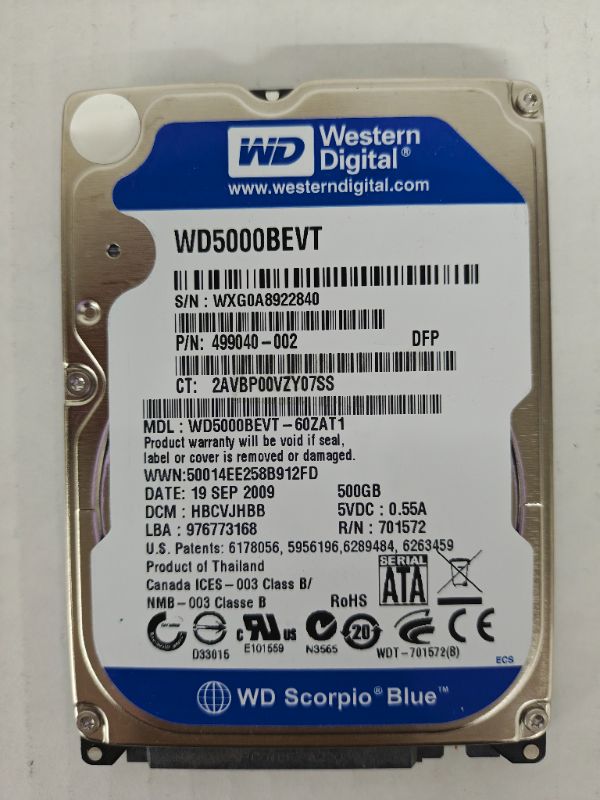 WD Western Digital®
www.westerndigital.com
WD5000BEVT
S/N : WXG0A8922840
P/N: 499040-002 DFP
CT: 2AVBP00VZY07SS
MDL : WD5000BEVT-60ZAT1
Product warranty will be void if seal,
label or cover is removed or damaged.
WWN:50014EE258B912FD
DATE: 19 SEP 2009 500GB
DCM : HBCVJHBB 5VDC : 0.55A
LBA : 976773168 R/N : 701572
U.S. Patents: 6178056, 5956196,6289484, 6263459
Product of Thailand
Canada ICES-003 Class B/
NMB-003 Classe B RoHS
SERIAL
ATA
c UR us
20
CE
D33015 E101559 N3565 WDT-701572(B)
ECS
WD Scorpio® Blue™